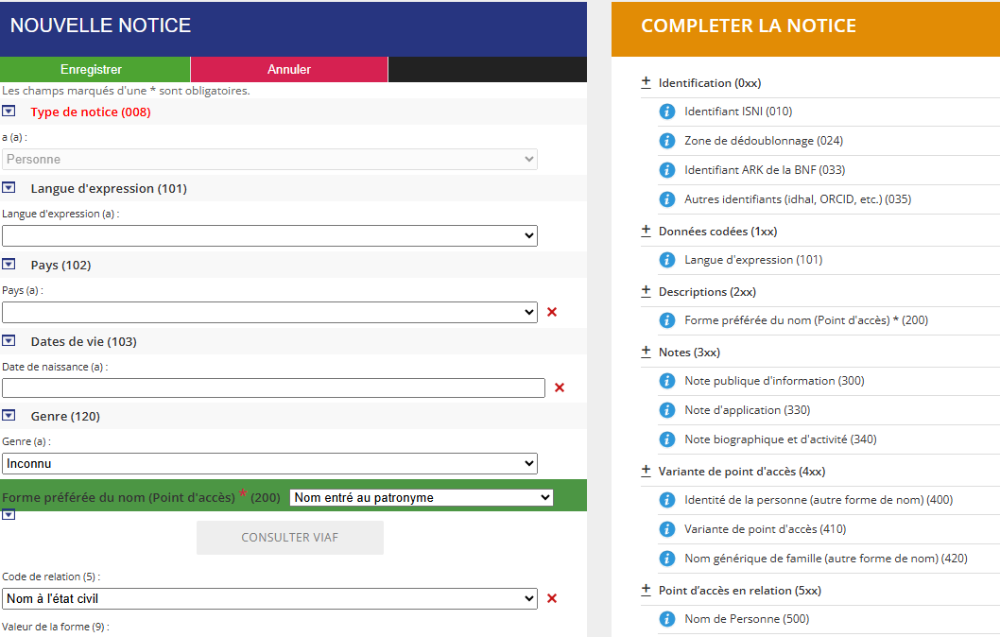 NOUVELLE NOTICE
Enregistrer
Annuler
Les champs marqués d'une * sont obligatoires.
Type de notice (008)
a (a) :
Personne
Langue d'expression (101)
Langue d'expression (a) :
Pays (102)
Pays (a) :
Dates de vie (103)
Date de naissance (a) :
Genre (120)
Genre (a) :
Inconnu
Forme préférée du nom (Point d'accès) * (200) Nom entré au patronyme
CONSULTER VIAF
Code de relation (5) :
Nom à l'état civil
Valeur de la forme (9) :
COMPLETER LA NOTICE
Identification (0xx)
Identifiant ISNI (010)
Zone de dédoublonnage (024)
Identifiant ARK de la BNF (033)
Autres identifiants (idhal, ORCID, etc.) (035)
Données codées (1xx)
Langue d'expression (101)
Descriptions (2xx)
Forme préférée du nom (Point d'accès) * (200)
Notes (3xx)
Note publique d'information (300)
Note d'application (330)
Note biographique et d'activité (340)
Variante de point d'accès (4xx)
Identité de la personne (autre forme de nom) (400)
Variante de point d'accès (410)
Nom générique de famille (autre forme de nom) (420)
Point d'accès en relation (5xx)
Nom de Personne (500)